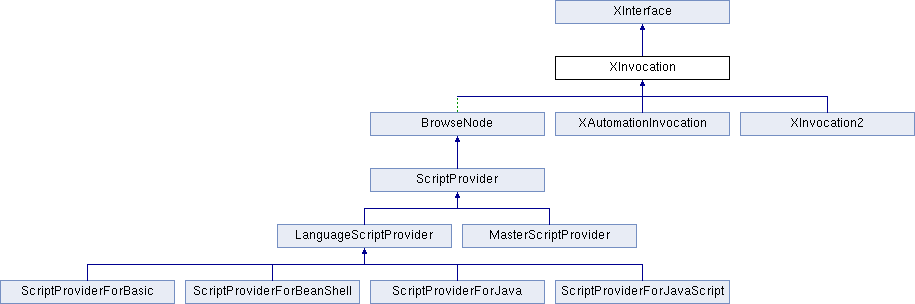 XInterface
XInvocation
BrowseNode XAutomationInvocation XInvocation2
ScriptProvider
LanguageScriptProvider MasterScriptProvider
ScriptProviderForBasic ScriptProviderForBeanShell ScriptProviderForJava ScriptProviderForJavaScript